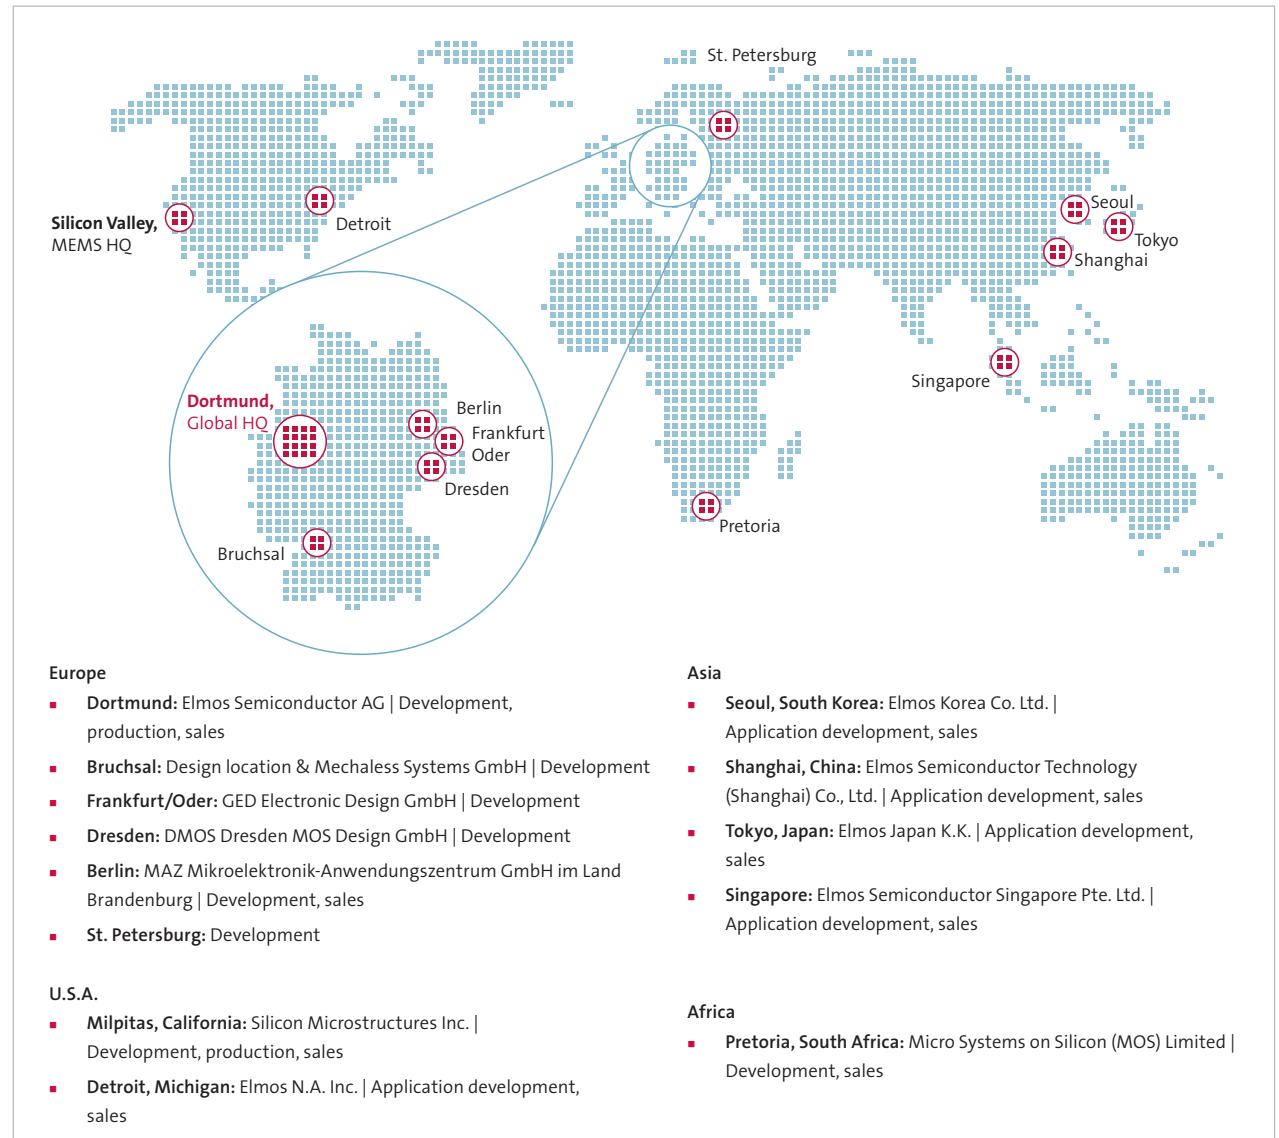 St. Petersburg
Silicon Valley,
MEMS HQ
Detroit
Seoul
Tokyo
Shanghai
Singapore
Dortmund,
Global HQ
Berlin
Frankfurt
Oder
Dresden
Bruchsal
Pretoria
Europe
Dortmund: Elmos Semiconductor AG | Development,
production, sales
Bruchsal: Design location & Mechaless Systems GmbH | Development
Frankfurt/Oder: GED Electronic Design GmbH | Development
Dresden: DMOS Dresden MOS Design GmbH | Development
Berlin: MAZ Mikroelektronik-Anwendungszentrum GmbH im Land
Brandenburg | Development, sales
St. Petersburg: Development
U.S.A.
Milpitas, California: Silicon Microstructures Inc. |
Development, production, sales
Detroit, Michigan: Elmos N.A. Inc. | Application development,
sales
Asia
Seoul, South Korea: Elmos Korea Co. Ltd. |
Application development, sales
Shanghai, China: Elmos Semiconductor Technology
(Shanghai) Co., Ltd. | Application development, sales
Tokyo, Japan: Elmos Japan K.K. | Application development,
sales
Singapore: Elmos Semiconductor Singapore Pte. Ltd. |
Application development, sales
Africa
Pretoria, South Africa: Micro Systems on Silicon (MOS) Limited |
Development, sales